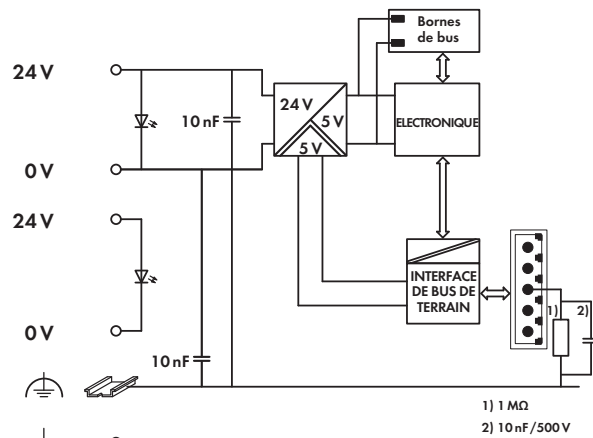 Bornes
de bus
24 V
24 V
10 nF
5 V
ELECTRONIQUE
5 V
0 V
24 V
INTERFACE
DE BUS DE
TERRAIN
1)
2)
0 V
10 nF
1) 1 MΩ
2) 10 nF/500 V